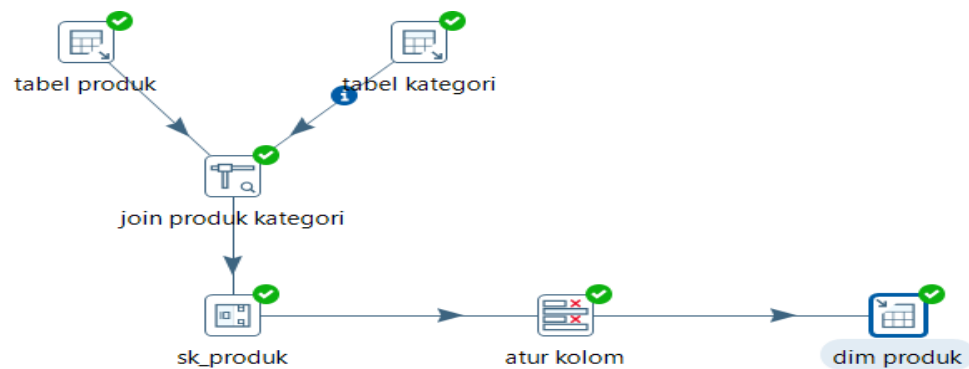 tabel produk
tabel kategori
join produk kategori
sk_produk
atur kolom
dim produk